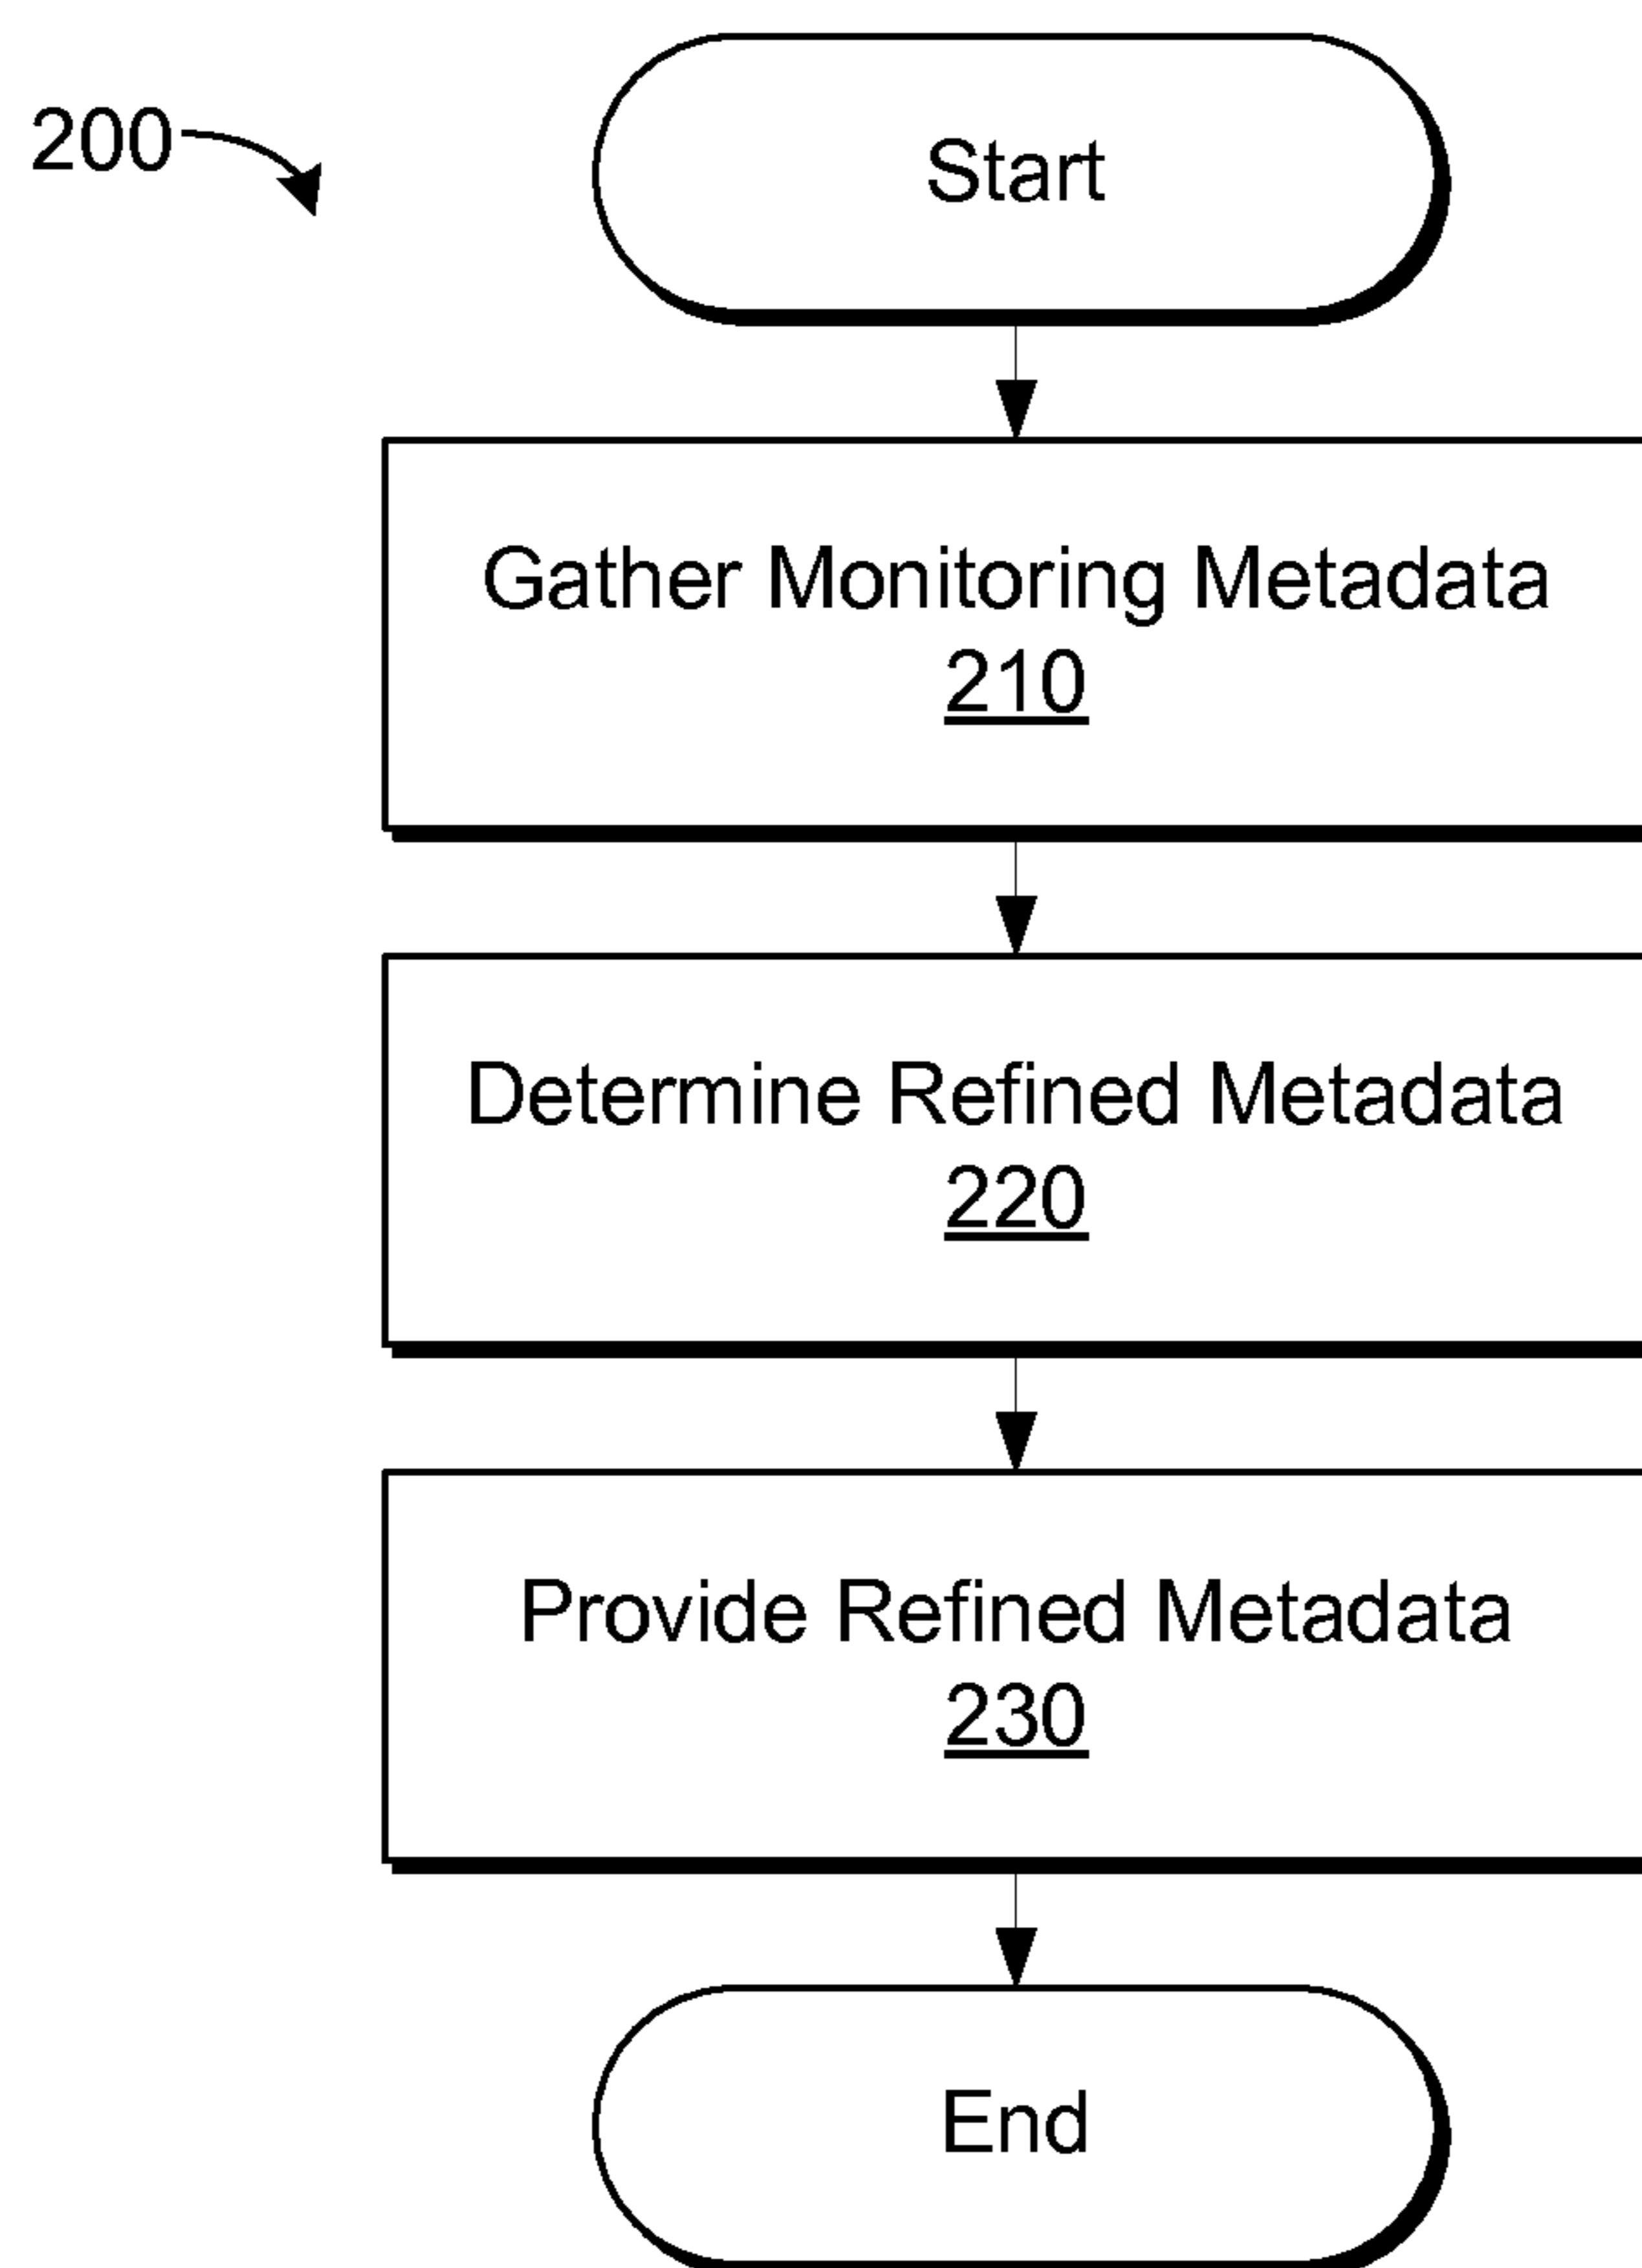 200
Start
Gather Monitoring Metadata
210
Determine Refined Metadata
220
Provide Refined Metadata
230
End